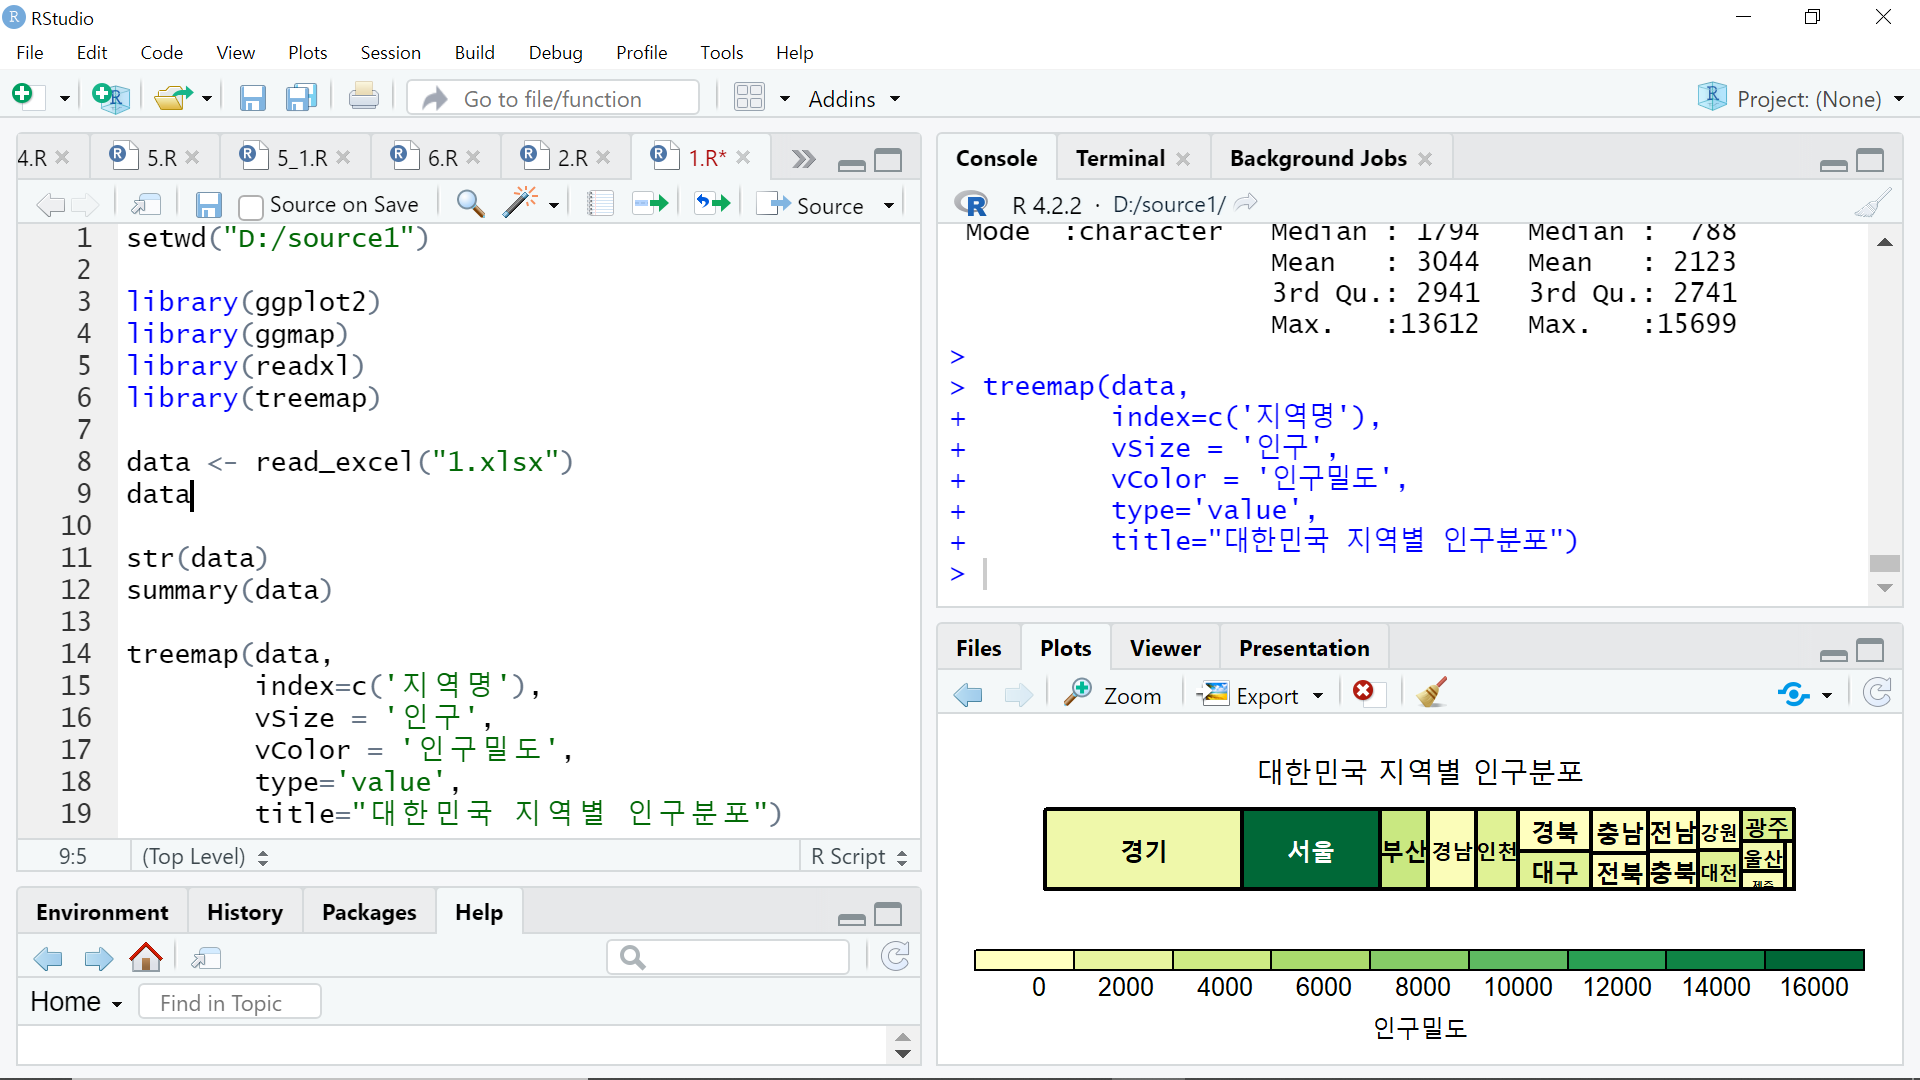 RStudio
File Edit Code View Plots Session Build Debug Profile Tools Help
Go to file/function Addins Project: (None)
4.R 5.R 5_1.R 6.R 2.R 1.R*
Source on Save Source
1 setwd("D:/source1")
2
3 library(ggplot2)
4 library(ggmap)
5 library(readxl)
6 library(treemap)
7
8 data <- read_excel("1.xlsx")
9 data
10
11 str(data)
12 summary(data)
13
14 treemap(data,
15 index=c('지역명'),
16 vSize = '인구',
17 vColor = '인구밀도',
18 type='value',
19 title="대한민국 지역별 인구분포")
9:5 (Top Level) R Script
Environment History Packages Help
Home Find in Topic
Console Terminal Background Jobs
R 4.2.2 · D:/source1/
Mode :character Median : 1794 Median : 788
Mean : 3044 Mean : 2123
3rd Qu.: 2941 3rd Qu.: 2741
Max. :13612 Max. :15699
>
> treemap(data,
+ index=c('지역명'),
+ vSize = '인구',
+ vColor = '인구밀도',
+ type='value',
+ title="대한민국 지역별 인구분포")
>
Files Plots Viewer Presentation
Zoom Export
대한민국 지역별 인구분포
경기 서울 부산 경남 인천 경북 대구 충남 전북 전남 충북 강원 대전 광주 울산 제주
0 2000 4000 6000 8000 10000 12000 14000 16000
인구밀도